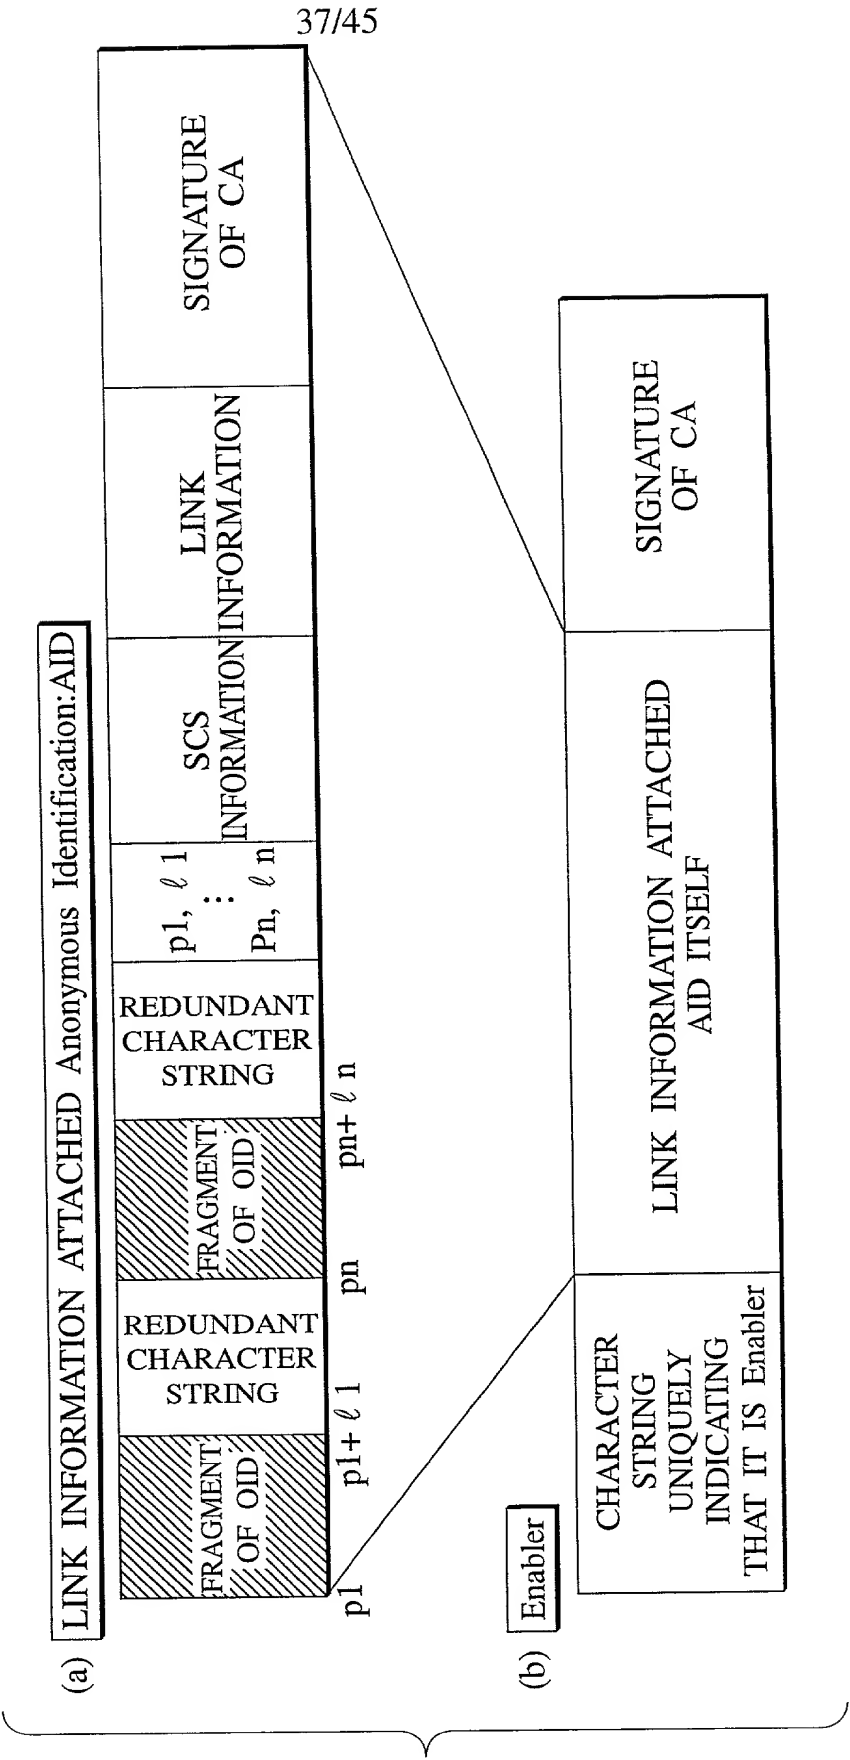 37/45
(a)
LINK INFORMATION ATTACHED Anonymous Identification:AID
FRAGMENT
OF OID
REDUNDANT
CHARACTER
STRING
FRAGMENT
OF OID
REDUNDANT
CHARACTER
STRING
p1, ℓ 1
⋮
Pn, ℓ n
SCS
INFORMATION
LINK
INFORMATION
SIGNATURE
OF CA
p1
p1+ ℓ 1
pn
pn+ ℓ n
(b)
Enabler
CHARACTER
STRING
UNIQUELY
INDICATING
THAT IT IS Enabler
LINK INFORMATION ATTACHED
AID ITSELF
SIGNATURE
OF CA